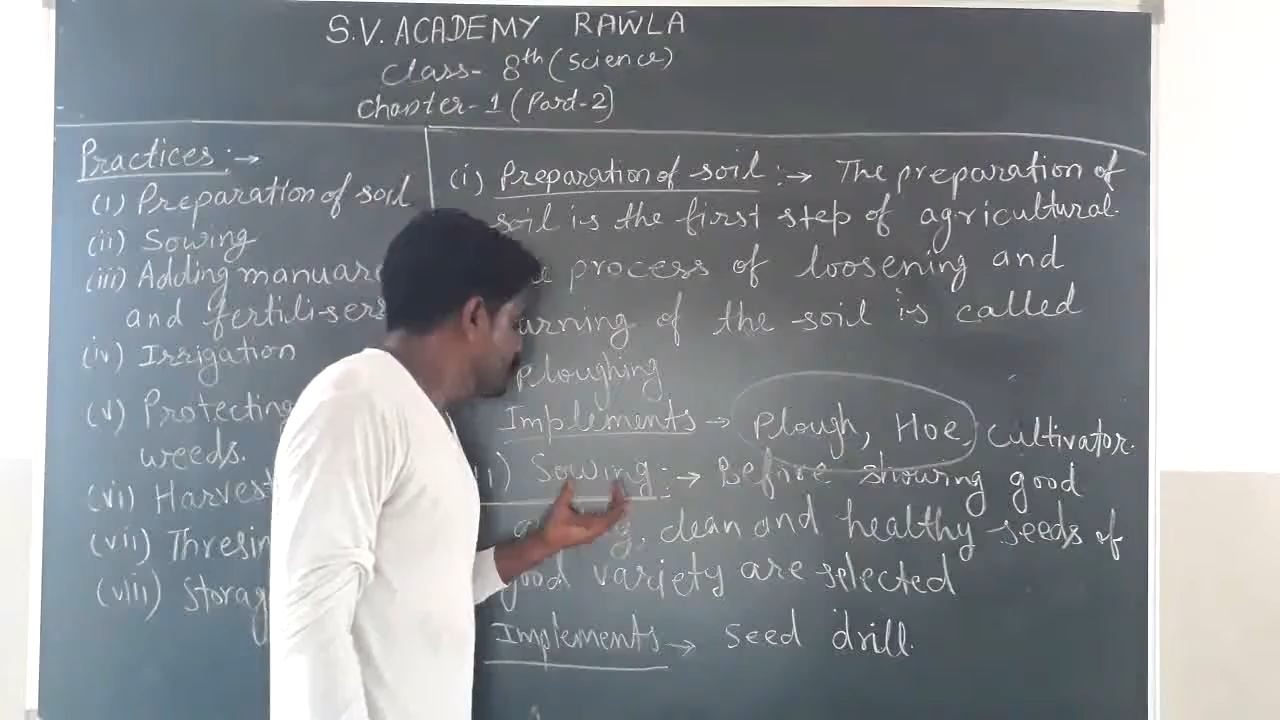 S.V. ACADEMY RAWLA
Class- 8th (Science)
Chapter-1 (Part-2)
Practices :→
(i) Preparation of soil
(ii) Sowing
(iii) Adding manuare
and fertilisers
(iv) Irrigation
(v) Protecting
weeds.
(vi) Harvest
(vii) Thresin
(viii) Storag
(i) Preparation of soil :→ The preparation of
soil is the first step of agricultural.
process of loosening and
urning of the soil is called
ploughing
Implements → Plough, Hoe, Cultivator.
Sowing :→ Before showing good
clean and healthy seeds of
good variety are selected
Implements → Seed drill.